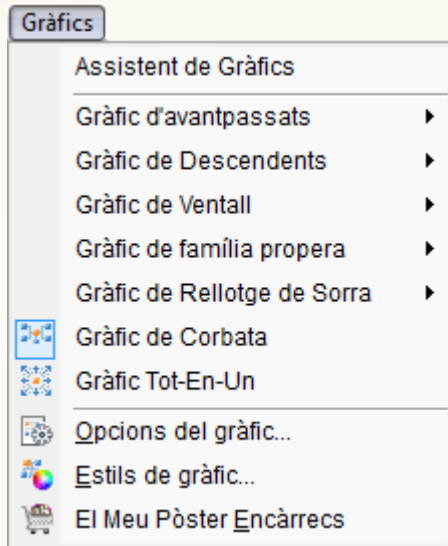 Gràfics
Assistent de Gràfics
Gràfic d'avantpassats
Gràfic de Descendents
Gràfic de Ventall
Gràfic de família propera
Gràfic de Rellotge de Sorra
Gràfic de Corbata
Gràfic Tot-En-Un
Opcions del gràfic...
Estils de gràfic...
El Meu Pòster Encàrrecs